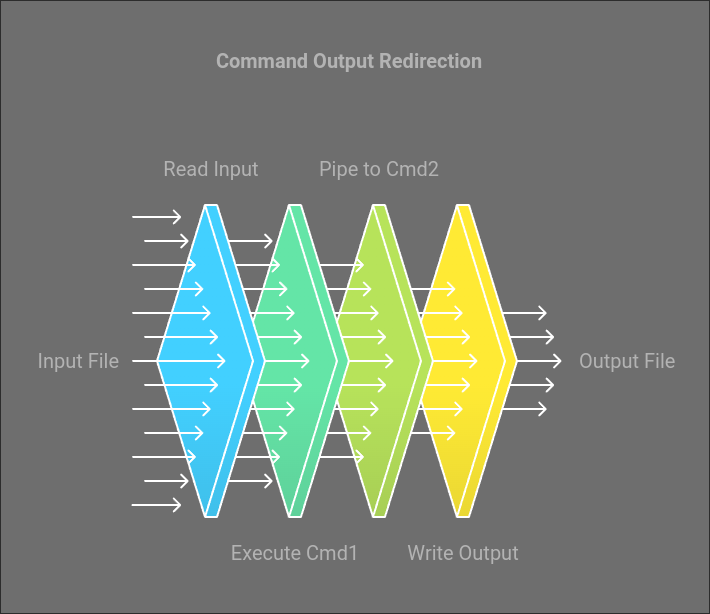 Command Output Redirection
Read Input
Pipe to Cmd2
Input File
Output File
Execute Cmd1
Write Output